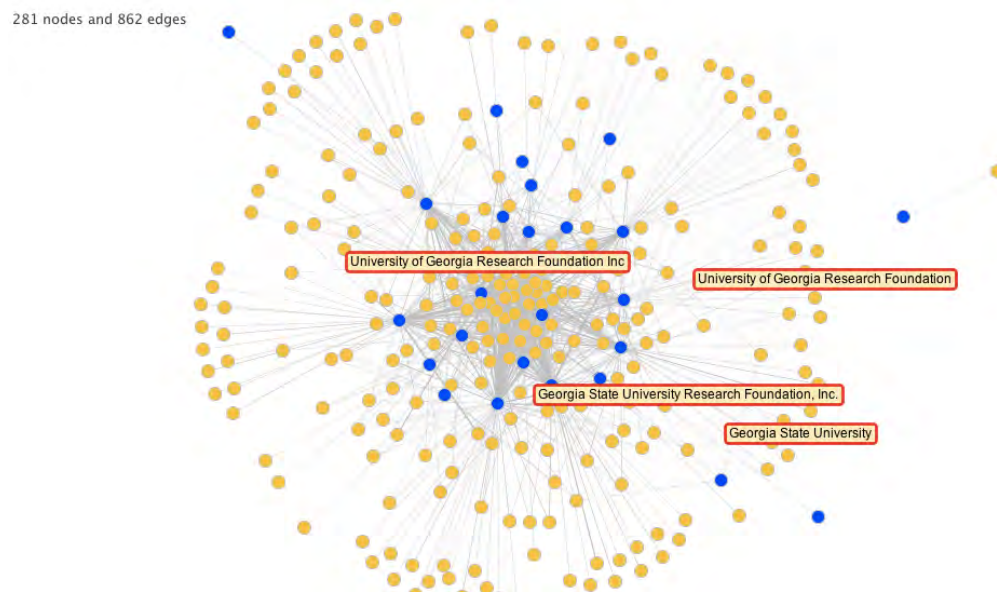 281 nodes and 862 edges
University of Georgia Research Foundation Inc
University of Georgia Research Foundation
Georgia State University Research Foundation, Inc.
Georgia State University